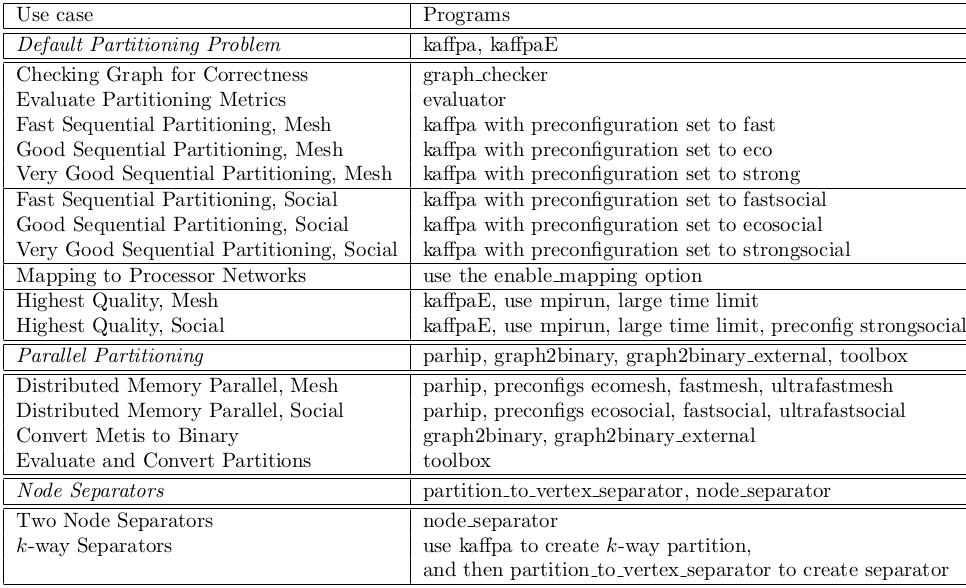 Use case Programs
Default Partitioning Problem kaffpa, kaffpaE
Checking Graph for Correctness graph_checker
Evaluate Partitioning Metrics evaluator
Fast Sequential Partitioning, Mesh kaffpa with preconfiguration set to fast
Good Sequential Partitioning, Mesh kaffpa with preconfiguration set to eco
Very Good Sequential Partitioning, Mesh kaffpa with preconfiguration set to strong
Fast Sequential Partitioning, Social kaffpa with preconfiguration set to fastsocial
Good Sequential Partitioning, Social kaffpa with preconfiguration set to ecosocial
Very Good Sequential Partitioning, Social kaffpa with preconfiguration set to strongsocial
Mapping to Processor Networks use the enable_mapping option
Highest Quality, Mesh kaffpaE, use mpirun, large time limit
Highest Quality, Social kaffpaE, use mpirun, large time limit, preconfig strongsocial
Parallel Partitioning parhip, graph2binary, graph2binary_external, toolbox
Distributed Memory Parallel, Mesh parhip, preconfigs ecomesh, fastmesh, ultrafastmesh
Distributed Memory Parallel, Social parhip, preconfigs ecosocial, fastsocial, ultrafastsocial
Convert Metis to Binary graph2binary, graph2binary_external
Evaluate and Convert Partitions toolbox
Node Separators partition_to_vertex_separator, node_separator
Two Node Separators node_separator
k-way Separators use kaffpa to create k-way partition,
and then partition_to_vertex_separator to create separator